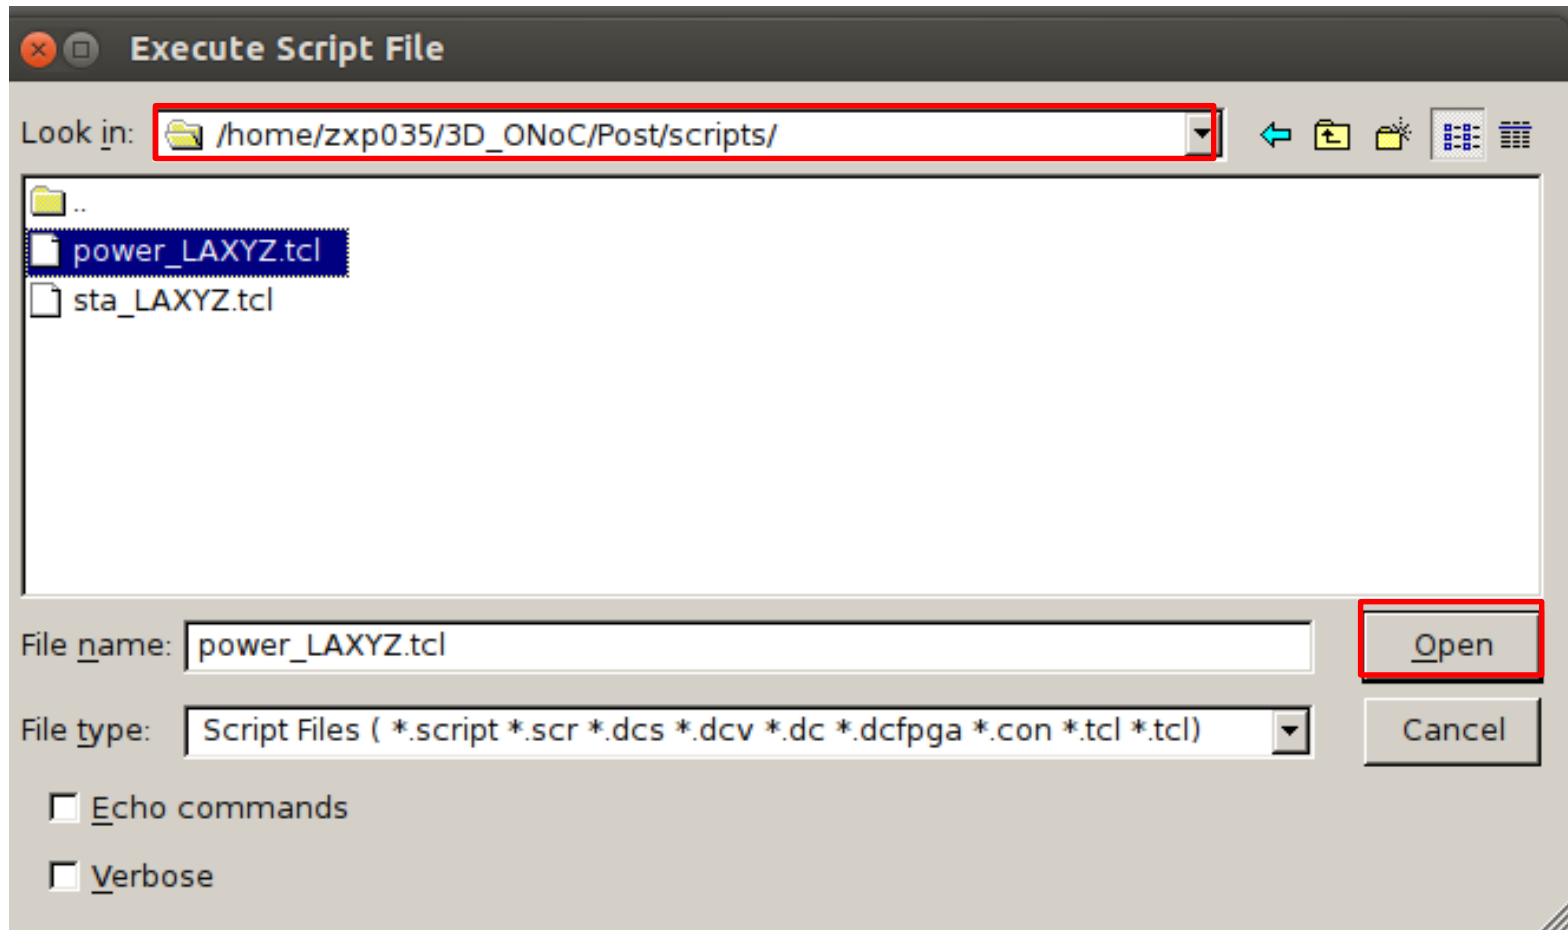 Execute Script File
Look in: /home/zxp035/3D_ONoC/Post/scripts/
..
power_LAXYZ.tcl
sta_LAXYZ.tcl
File name: power_LAXYZ.tcl Open
File type: Script Files ( *.script *.scr *.dcs *.dcv *.dc *.dcfpga *.con *.tcl *.tcl) Cancel
Echo commands
Verbose